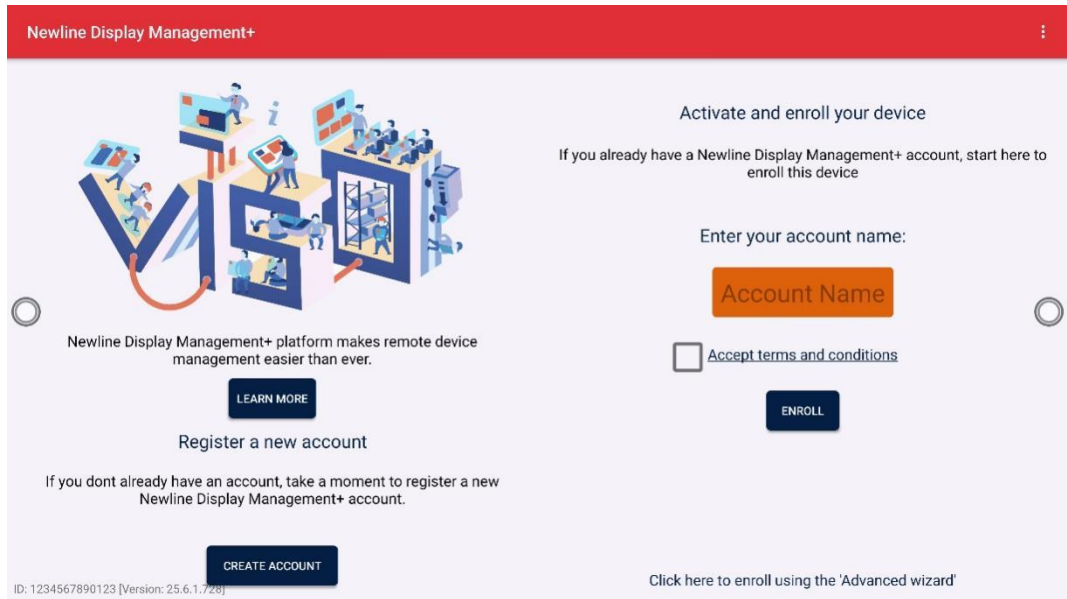 Newline Display Management+
Newline Display Management+ platform makes remote device
management easier than ever.
LEARN MORE
Register a new account
If you dont already have an account, take a moment to register a new
Newline Display Management+ account.
CREATE ACCOUNT
ID: 1234567890123 [Version: 25.6.1.728]
Activate and enroll your device
If you already have a Newline Display Management+ account, start here to
enroll this device
Enter your account name:
Account Name
Accept terms and conditions
ENROLL
Click here to enroll using the 'Advanced wizard'